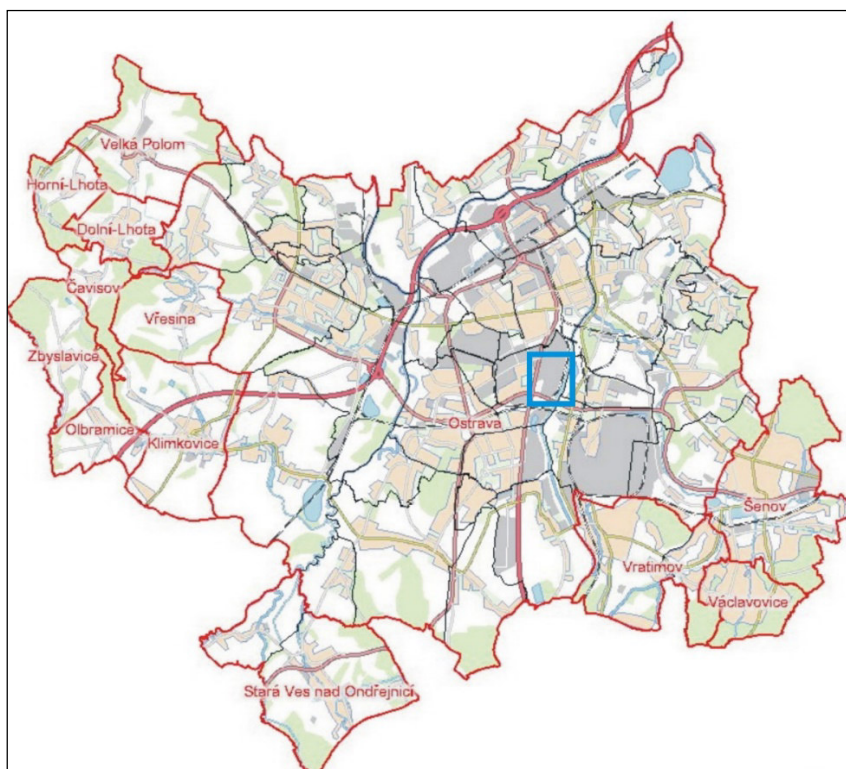 Velká Polom
Horní-Lhota
Dolní-Lhota
Čavisov
Vřesina
Zbyslavice
Olbramice
Klimkovice
Ostrava
Šenov
Vratimov
Václavovice
Stará Ves nad Ondřejnicí